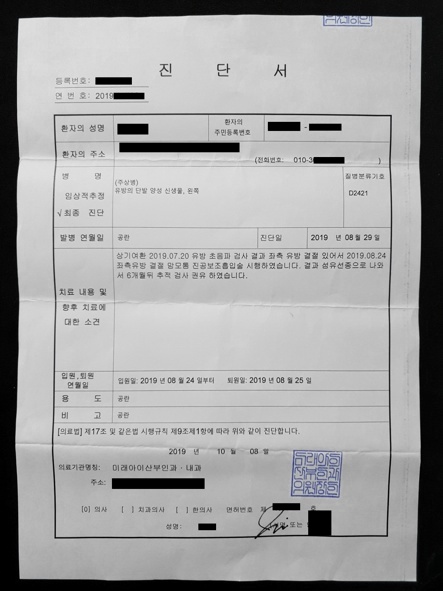 진 단 서
등록번호:
연 번 호: 2019
환자의 성명
환자의
주민등록번호
-
환자의 주소
(전화번호: 010-3 )
병 명
임상적추정
√최종 진단
(주상병)
유방의 단발 양성 신생물, 왼쪽
질병분류기호
D2421
발병 연월일 공란 진단일 2019 년 08 월 29 일
치료 내용 및
향후 치료에
대한 소견
상기여환 2019.07.20 유방 초음파 검사 결과 좌측 유방 결절 있어서 2019.08.24
좌측유방 결절 맘모톰 진공보조흡입술 시행하였습니다. 결과 섬유선종으로 나와
서 6개월뒤 추적 검사 권유 하였습니다.
입원,퇴원
연월일
입원일: 2019 년 08 월 24 일부터 퇴원일: 2019 년 08 월 25 일
용 도 공란
비 고 공란
[의료법] 제17조 및 같은법 시행규칙 제9조제1항에 따라 위와 같이 진단합니다.
2019 년 10 월 08 일
의료기관명칭: 미래아이산부인과·내과
주소:
[0] 의사 [ ] 치과의사 [ ] 한의사 면허번호 제 호
성명: 또는